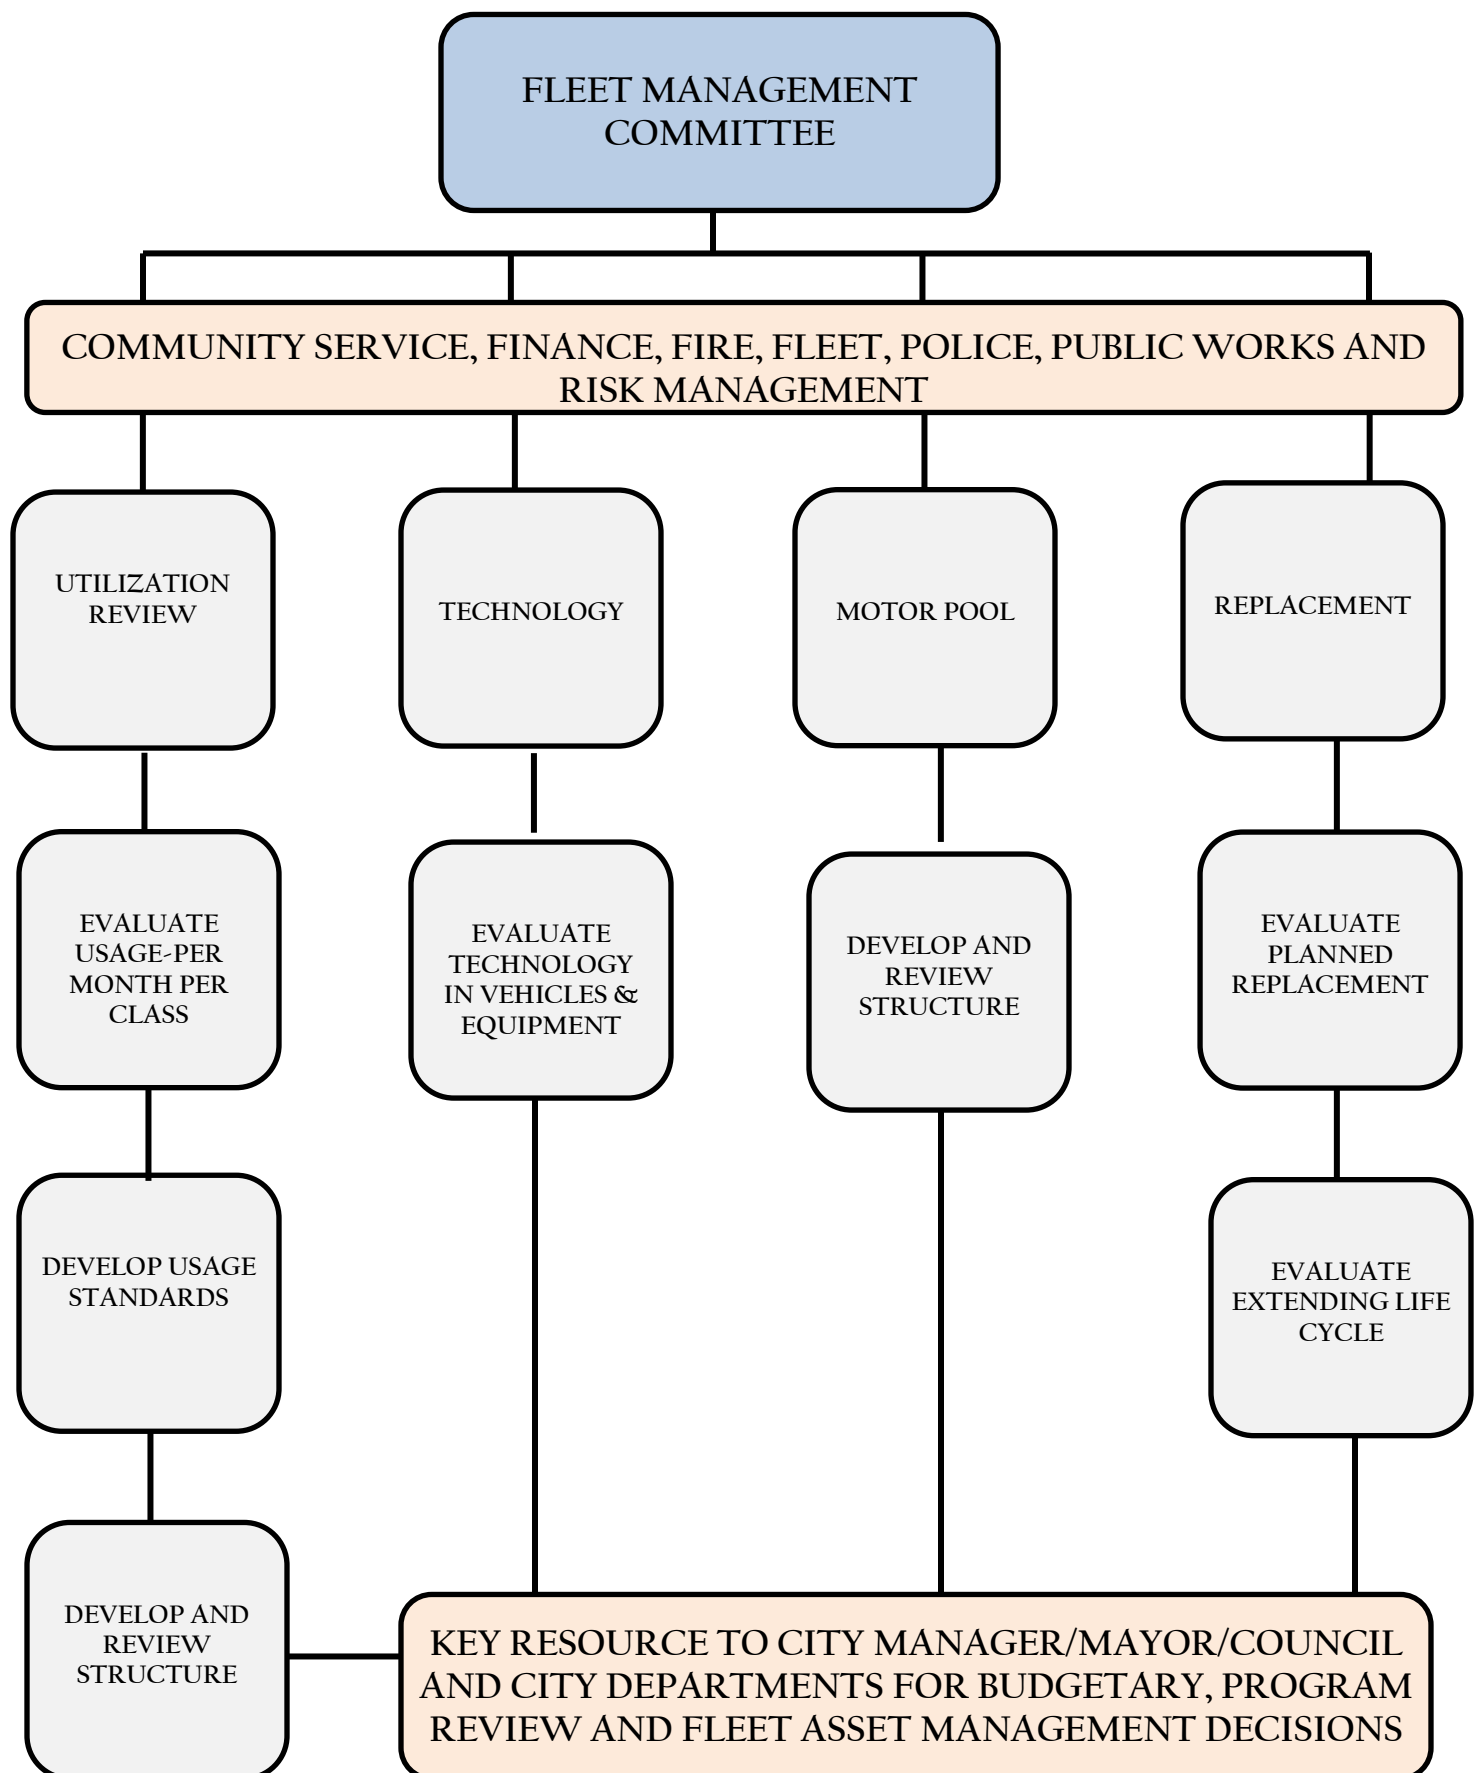 FLEET MANAGEMENT
COMMITTEE
COMMUNITY SERVICE, FINANCE, FIRE, FLEET, POLICE, PUBLIC WORKS AND
RISK MANAGEMENT
UTILIZATION
REVIEW
TECHNOLOGY
MOTOR POOL
REPLACEMENT
EVALUATE
USAGE-PER
MONTH PER
CLASS
EVALUATE
TECHNOLOGY
IN VEHICLES &
EQUIPMENT
DEVELOP AND
REVIEW
STRUCTURE
EVALUATE
PLANNED
REPLACEMENT
DEVELOP USAGE
STANDARDS
EVALUATE
EXTENDING LIFE
CYCLE
DEVELOP AND
REVIEW
STRUCTURE
KEY RESOURCE TO CITY MANAGER/MAYOR/COUNCIL
AND CITY DEPARTMENTS FOR BUDGETARY, PROGRAM
REVIEW AND FLEET ASSET MANAGEMENT DECISIONS